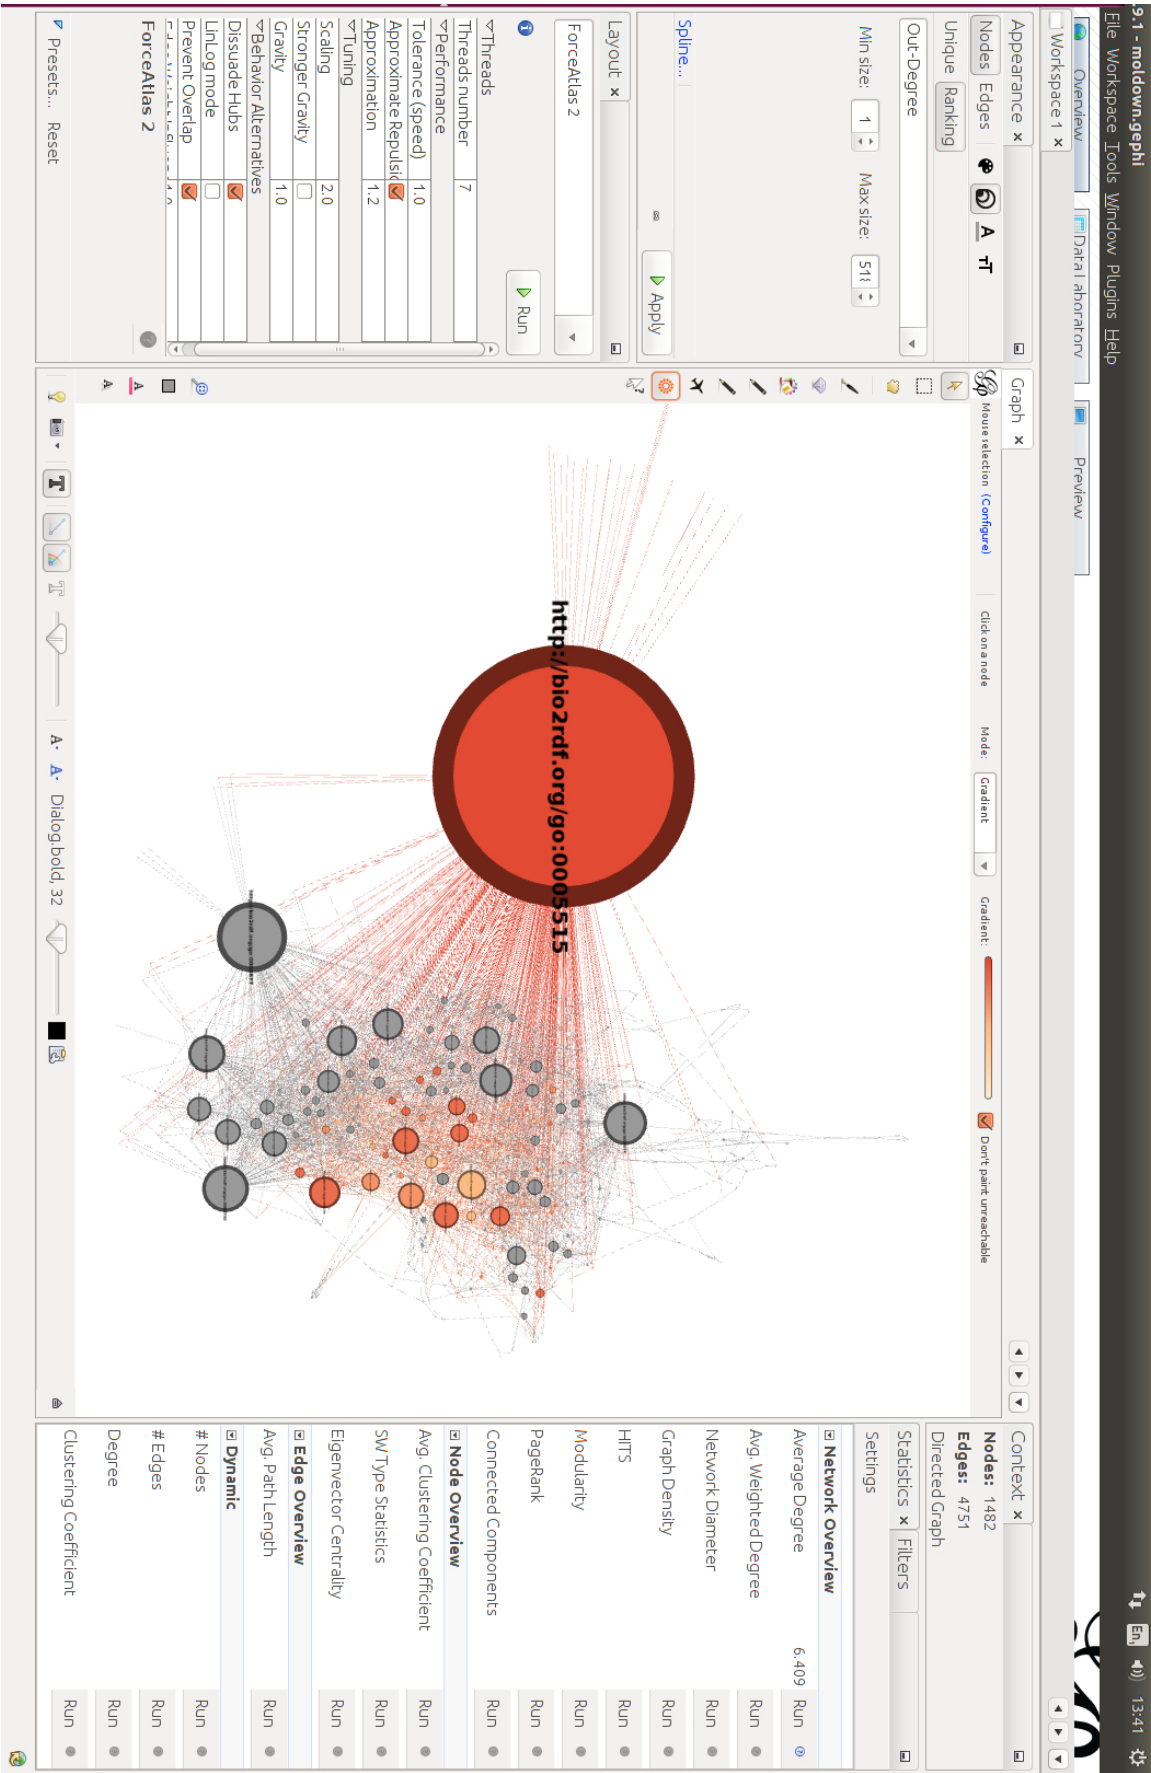 .9.1 - moldown.gephi
En
13:41
File Workspace Tools Window Plugins Help
Overview
Data Laboratory
Preview
Workspace 1 x
Appearance x
Nodes Edges
Unique Ranking
Out-Degree
Min size: 1 Max size: 518
Spline...
Apply
Layout x
ForceAtlas 2
Run
Threads
Threads number 7
Performance
Tolerance (speed) 1.0
Approximate Repulsic
Approximation 1.2
Tuning
Scaling 2.0
Stronger Gravity
Gravity 1.0
Behavior Alternatives
Dissuade Hubs
LinLog mode
Prevent Overlap
ForceAtlas 2
Presets... Reset
Graph x
Mouse selection (Configure)
Click on a node
Mode: Gradient
Gradient:
Don't paint unreachable
http://bio2rdf.org/go:0005515
A- A- Dialog.bold, 32
Context x
Nodes: 1482
Edges: 4751
Directed Graph
Statistics x Filters
Settings
Network Overview
Average Degree 6.409 Run
Avg. Weighted Degree Run
Network Diameter Run
Graph Density Run
HITS Run
Modularity Run
PageRank Run
Connected Components Run
Node Overview
Avg. Clustering Coefficient Run
SW Type Statistics Run
Eigenvector Centrality Run
Edge Overview
Avg. Path Length Run
Dynamic
# Nodes Run
# Edges Run
Degree Run
Clustering Coefficient Run